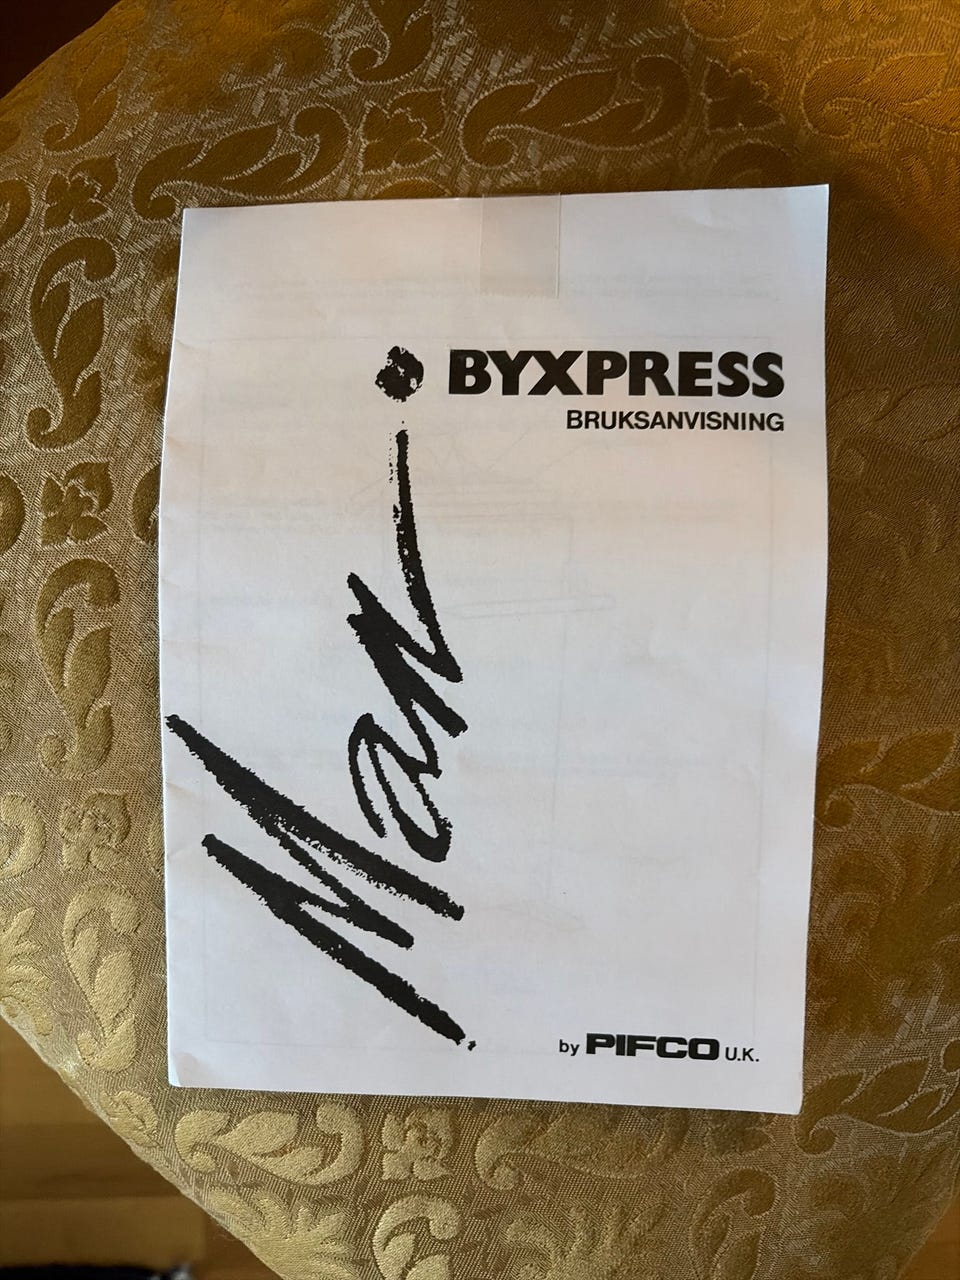 BYXPRESS
BRUKSANVISNING
Man
by PIFCO U.K.